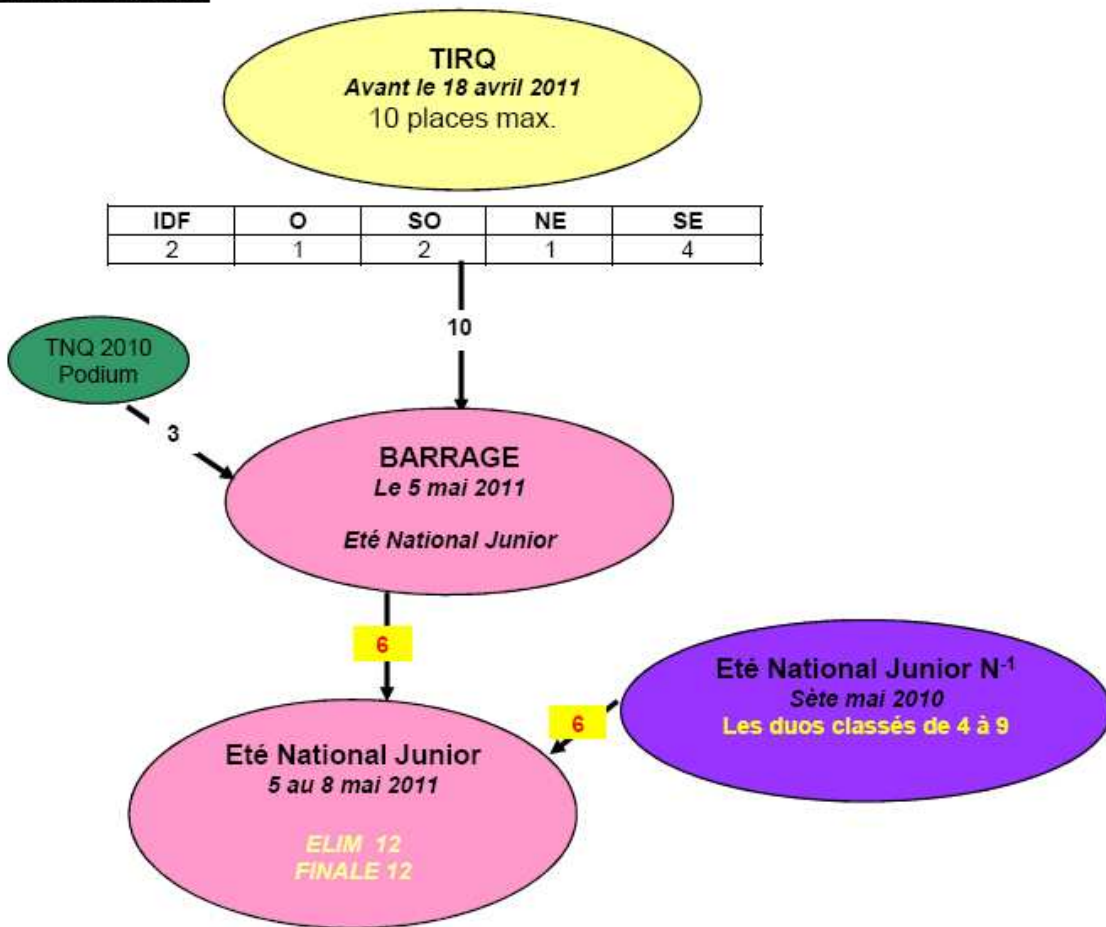 TIRQ
Avant le 18 avril 2011
10 places max.
IDF O SO NE SE
2 1 2 1 4
10
TNQ 2010
Podium
3
BARRAGE
Le 5 mai 2011
Eté National Junior
6
Eté National Junior N-1
Sète mai 2010
Les duos classés de 4 à 9
6
Eté National Junior
5 au 8 mai 2011
ELIM 12
FINALE 12